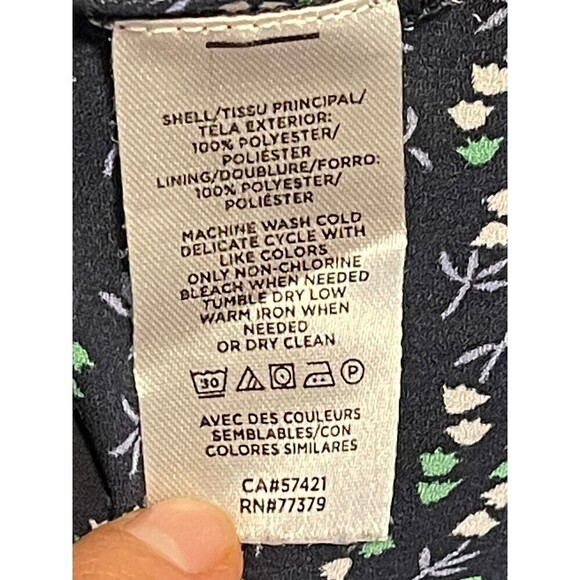 SHELL/TISSU PRINCIPAL/
TELA EXTERIOR:
100% POLYESTER/
POLIÉSTER
LINING/DOUBLURE/FORRO:
100% POLYESTER/
POLIÉSTER
MACHINE WASH COLD
DELICATE CYCLE WITH
LIKE COLORS
ONLY NON-CHLORINE
BLEACH WHEN NEEDED
TUMBLE DRY LOW
WARM IRON WHEN
NEEDED
OR DRY CLEAN
30 P
AVEC DES COULEURS
SEMBLABLES/CON
COLORES SIMILARES
CA#57421
RN#77379